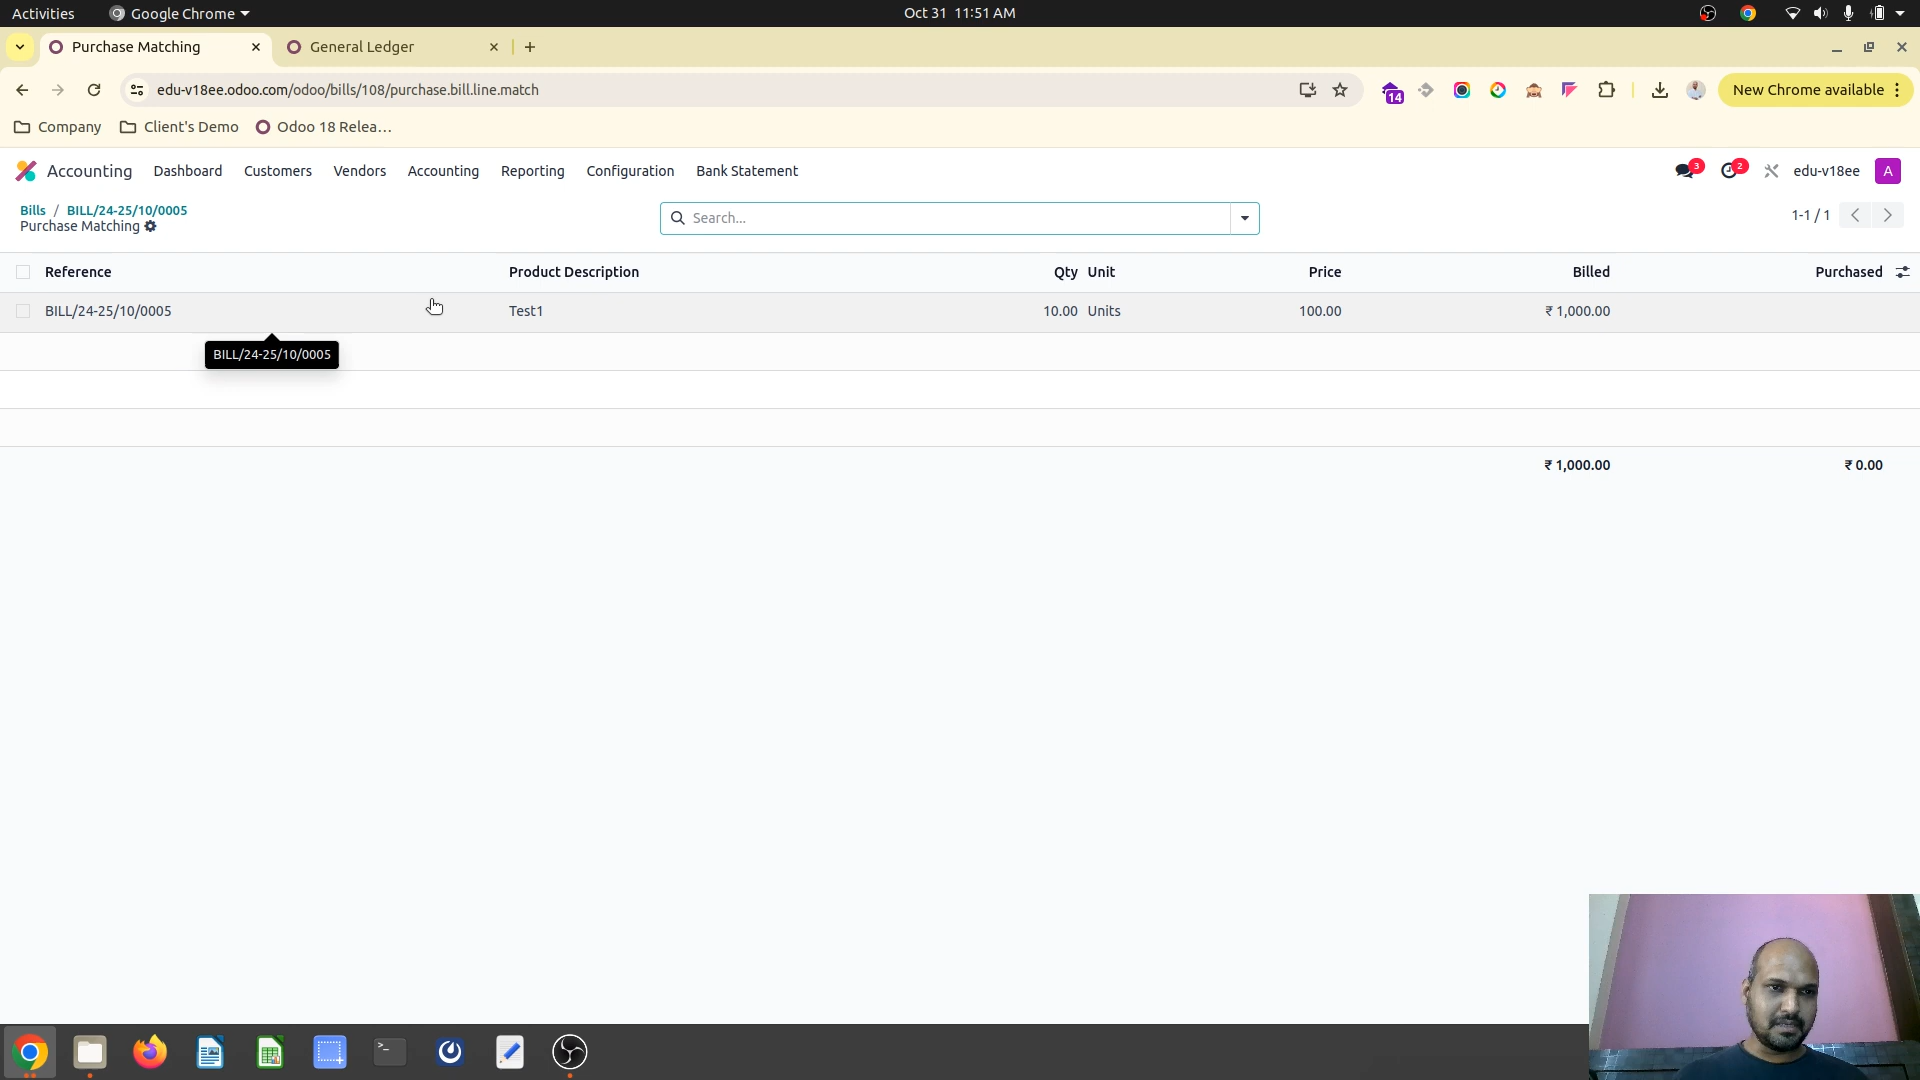 Activities Google Chrome Oct 31 11:51 AM
Purchase Matching General Ledger
edu-v18ee.odoo.com/odoo/bills/108/purchase.bill.line.match 14 New Chrome available
Company Client's Demo Odoo 18 Relea...
Accounting Dashboard Customers Vendors Accounting Reporting Configuration Bank Statement 3 2 edu-v18ee A
Bills / BILL/24-25/10/0005
Purchase Matching
Search...
1-1 / 1
Reference Product Description Qty Unit Price Billed Purchased
BILL/24-25/10/0005 Test1 10.00 Units 100.00 ₹ 1,000.00
BILL/24-25/10/0005
₹ 1,000.00 ₹ 0.00